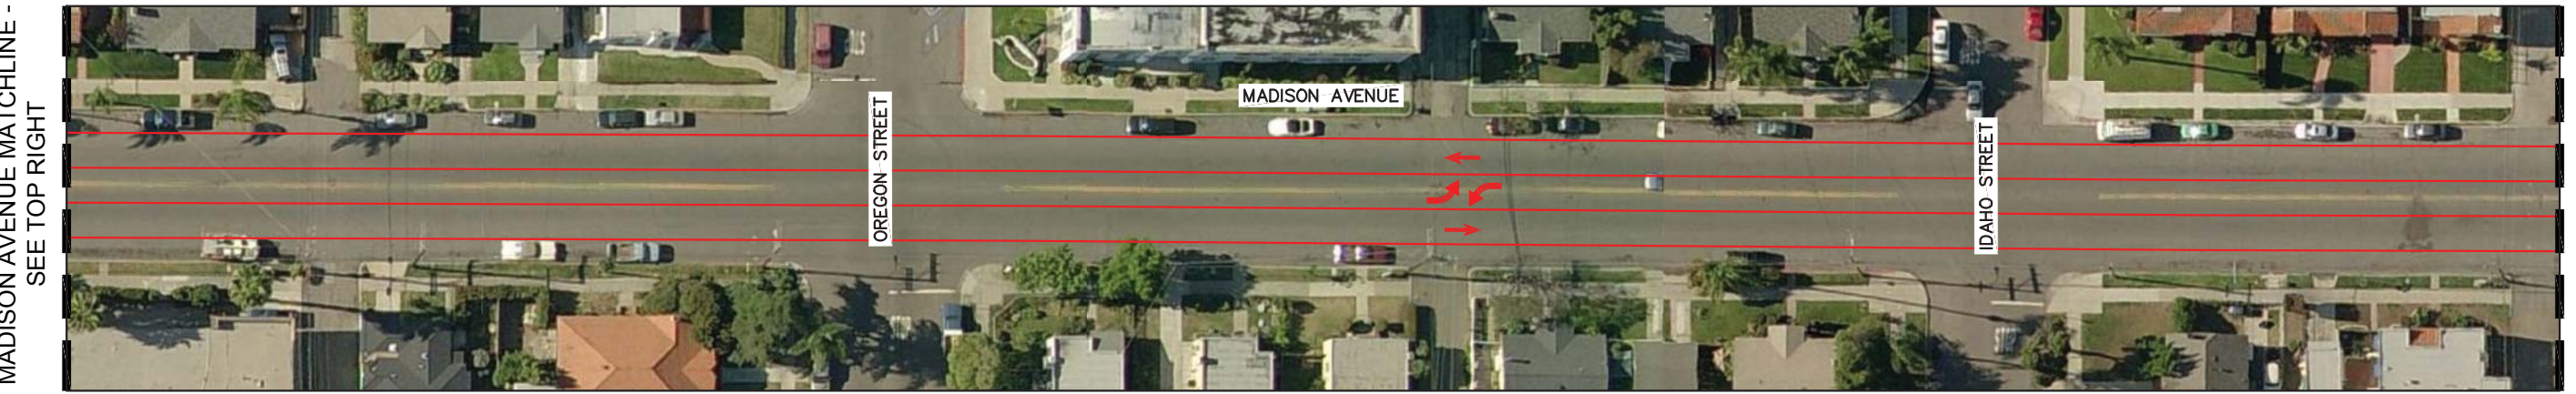 MADISON AVENUE MATCHLINE -
SEE TOP RIGHT
MADISON AVENUE
OREGON STREET
IDAHO STREET